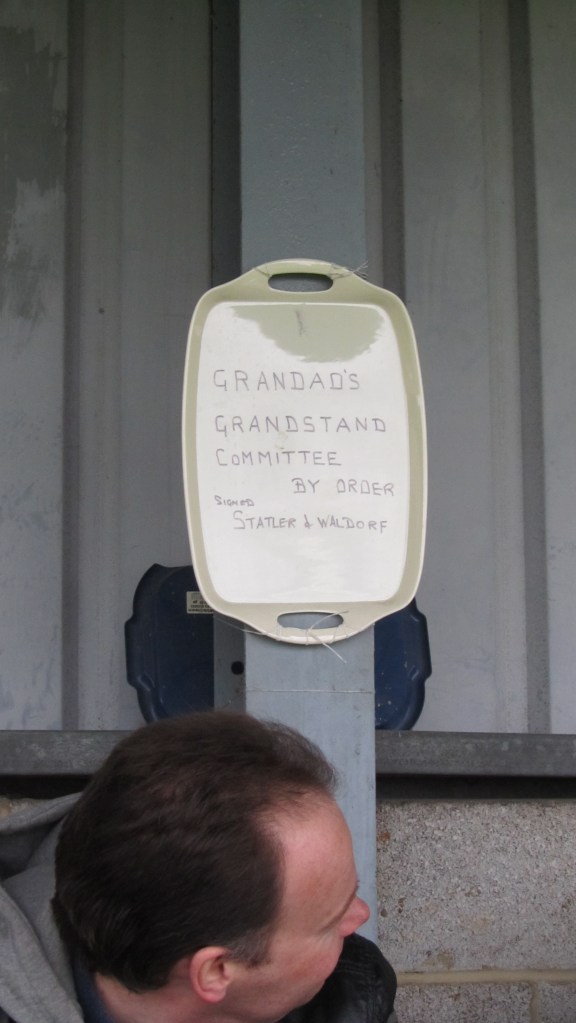 GRANDAD'S
GRANDSTAND
COMMITTEE
BY ORDER
SIGNED
STATLER & WALDORF